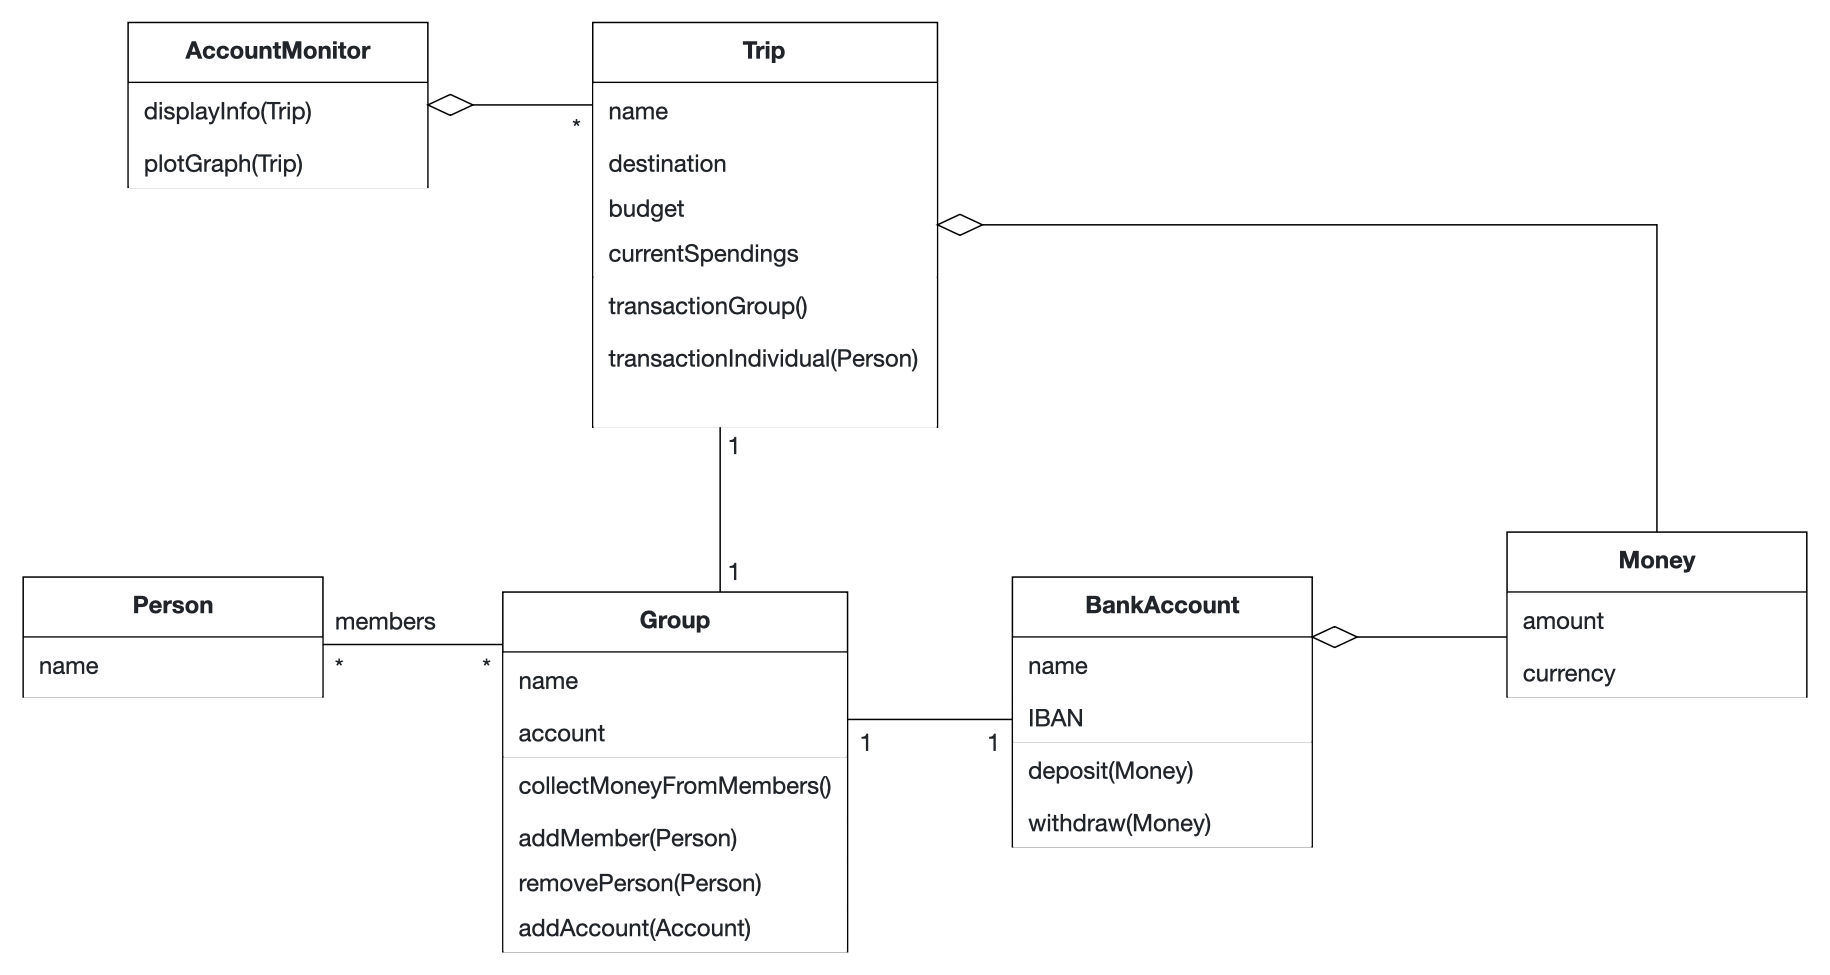 AccountMonitor
displayInfo(Trip)
plotGraph(Trip)
*
Trip
name
destination
budget
currentSpendings
transactionGroup()
transactionIndividual(Person)
1
1
Person
name
members
*
*
Group
name
account
collectMoneyFromMembers()
addMember(Person)
removePerson(Person)
addAccount(Account)
1
1
BankAccount
name
IBAN
deposit(Money)
withdraw(Money)
Money
amount
currency